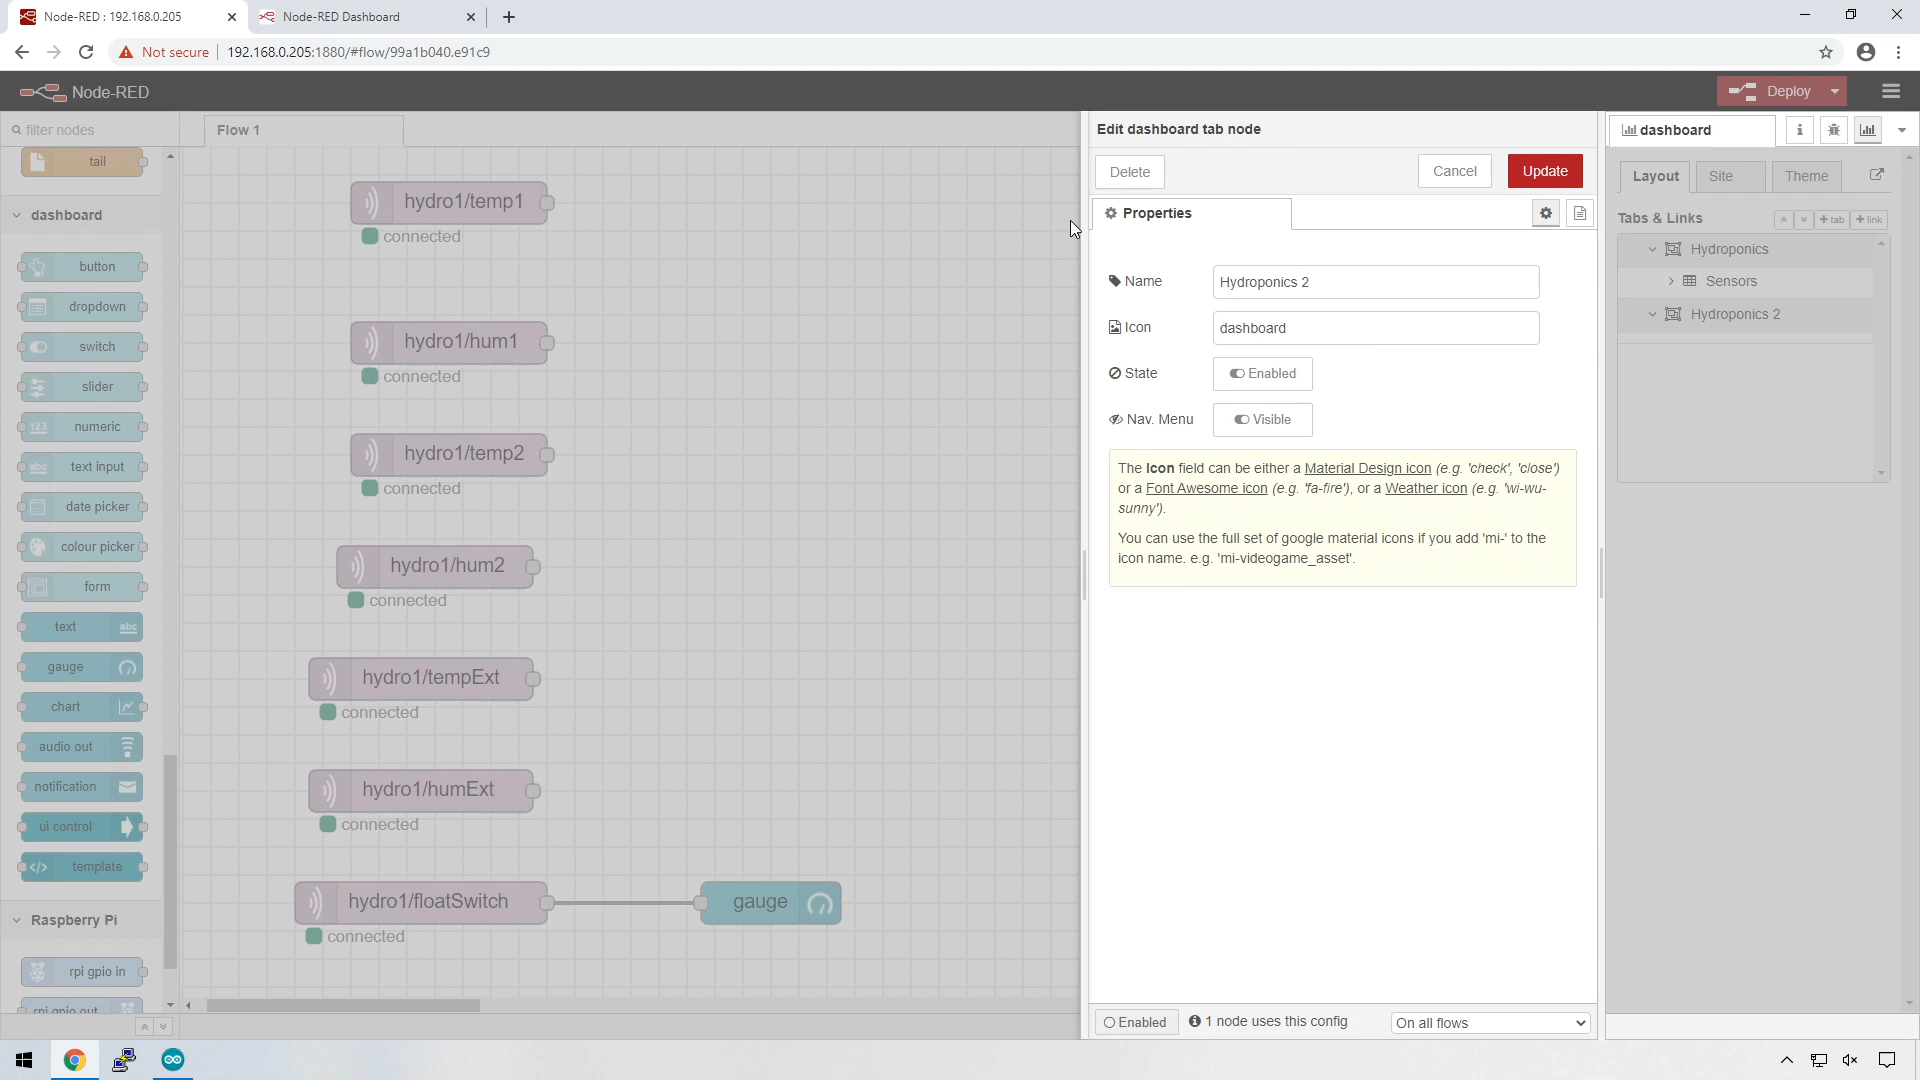 Node-RED : 192.168.0.205
Node-RED Dashboard
Not secure
192.168.0.205:1880/#flow/99a1b040.e91c9
Node-RED
Deploy
filter nodes
Flow 1
Edit dashboard tab node
dashboard
tail
Delete
Cancel
Update
Layout
Site
Theme
dashboard
Properties
Tabs & Links
tab
link
hydro1/temp1
connected
Hydroponics
Sensors
Hydroponics 2
button
dropdown
switch
slider
numeric
text input
date picker
colour picker
form
text
gauge
chart
audio out
notification
ui control
template
123
abc
abc
Name
Hydroponics 2
Icon
dashboard
State
Enabled
Nav. Menu
Visible
The Icon field can be either a Material Design icon (e.g. 'check', 'close')
or a Font Awesome icon (e.g. 'fa-fire'), or a Weather icon (e.g. 'wi-wu-
sunny').
You can use the full set of google material icons if you add 'mi-' to the
icon name. e.g. 'mi-videogame_asset'.
hydro1/hum1
connected
hydro1/temp2
connected
hydro1/hum2
connected
hydro1/tempExt
connected
hydro1/humExt
connected
hydro1/floatSwitch
gauge
connected
Raspberry Pi
rpi gpio in
rpi gpio out
Enabled
1 node uses this config
On all flows